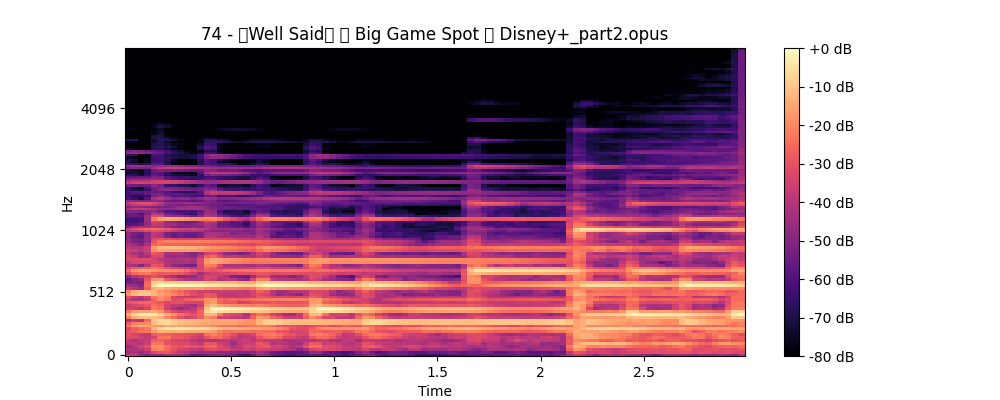 74 - ▯Well Said▯ ▯ Big Game Spot ▯ Disney+_part2.opus
Hz
4096
2048
1024
512
0
0
0.5
1
1.5
2
2.5
Time
+0 dB
-10 dB
-20 dB
-30 dB
-40 dB
-50 dB
-60 dB
-70 dB
-80 dB